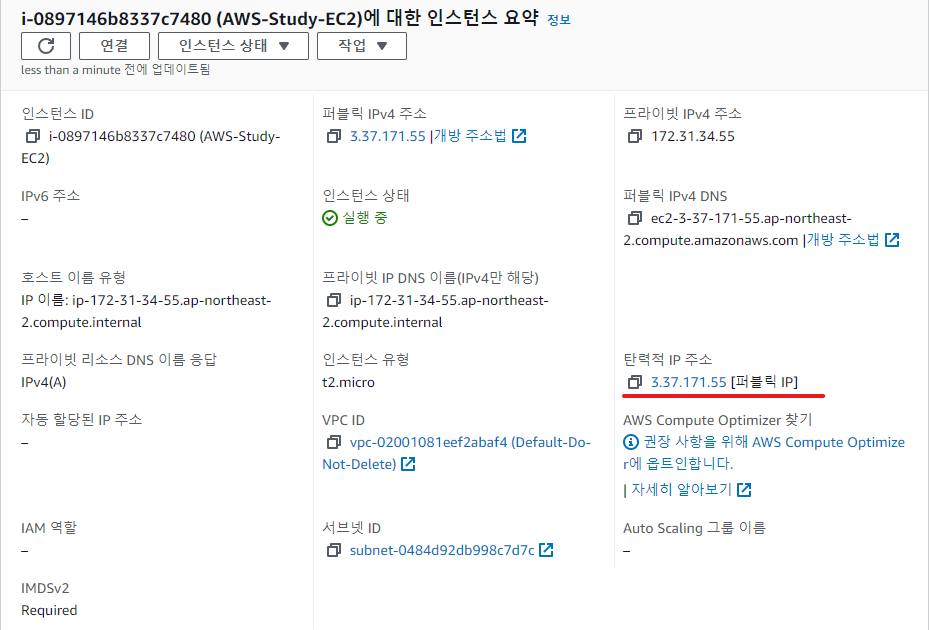 i-0897146b8337c7480 (AWS-Study-EC2)에 대한 인스턴스 요약 정보
연결 인스턴스 상태 ▼ 작업 ▼
less than a minute 전에 업데이트됨
인스턴스 ID
i-0897146b8337c7480 (AWS-Study-
EC2)
퍼블릭 IPv4 주소
3.37.171.55 |개방 주소법
프라이빗 IPv4 주소
172.31.34.55
IPv6 주소
–
인스턴스 상태
실행 중
퍼블릭 IPv4 DNS
ec2-3-37-171-55.ap-northeast-
2.compute.amazonaws.com |개방 주소법
호스트 이름 유형
IP 이름: ip-172-31-34-55.ap-northeast-
2.compute.internal
프라이빗 IP DNS 이름(IPv4만 해당)
ip-172-31-34-55.ap-northeast-
2.compute.internal
프라이빗 리소스 DNS 이름 응답
IPv4(A)
인스턴스 유형
t2.micro
탄력적 IP 주소
3.37.171.55 [퍼블릭 IP]
자동 할당된 IP 주소
–
VPC ID
vpc-02001081eef2abaf4 (Default-Do-
Not-Delete)
AWS Compute Optimizer 찾기
권장 사항을 위해 AWS Compute Optimize
r에 옵트인합니다.
| 자세히 알아보기
IAM 역할
–
서브넷 ID
subnet-0484d92db998c7d7c
Auto Scaling 그룹 이름
–
IMDSv2
Required